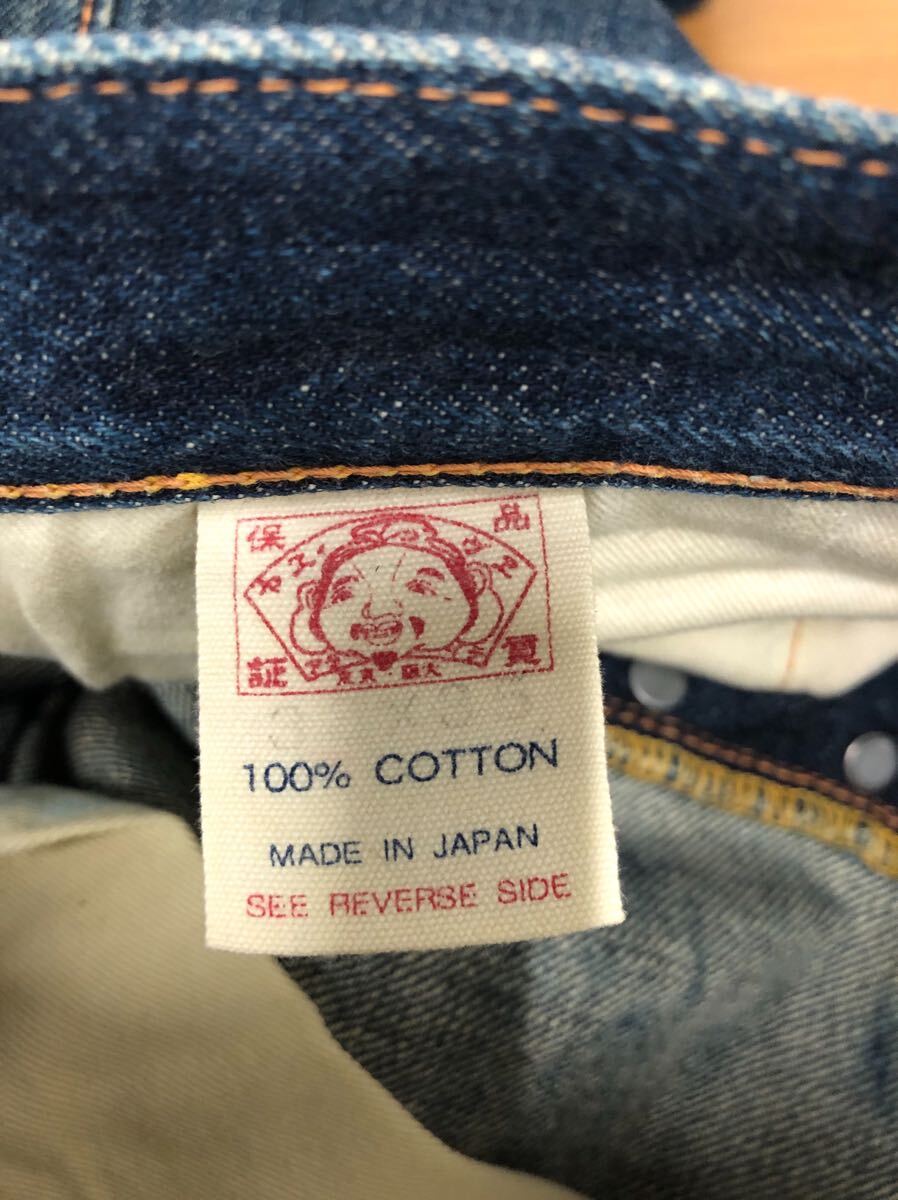 保 品
証 質
100% COTTON
MADE IN JAPAN
SEE REVERSE SIDE